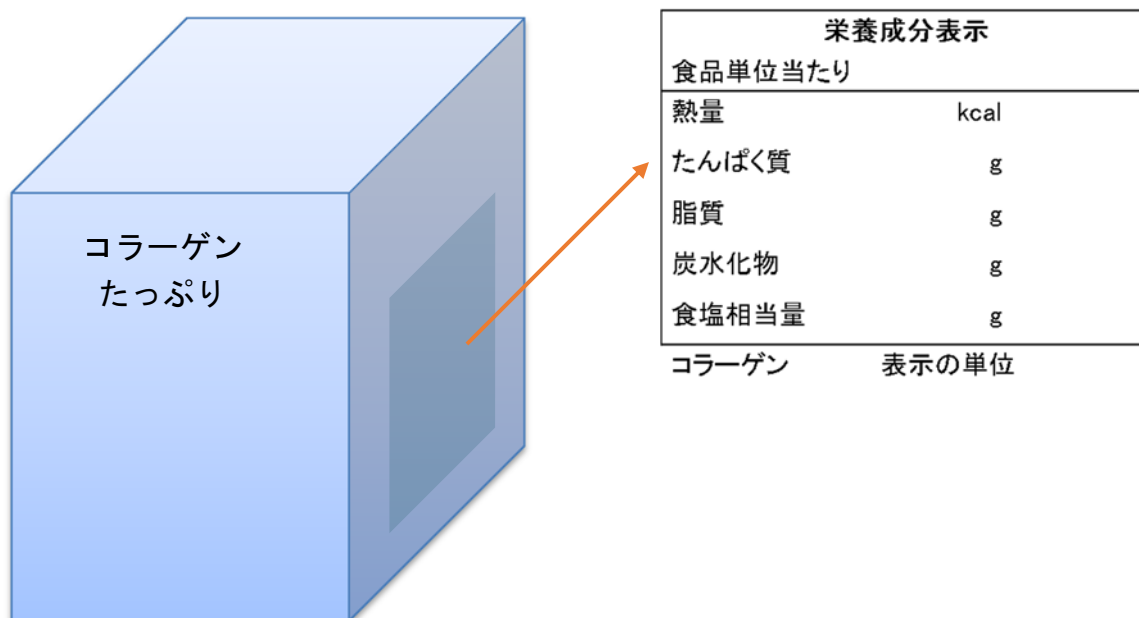 コラーゲン
たっぷり
栄養成分表示
食品単位当たり
熱量 kcal
たんぱく質 g
脂質 g
炭水化物 g
食塩相当量 g
コラーゲン 表示の単位